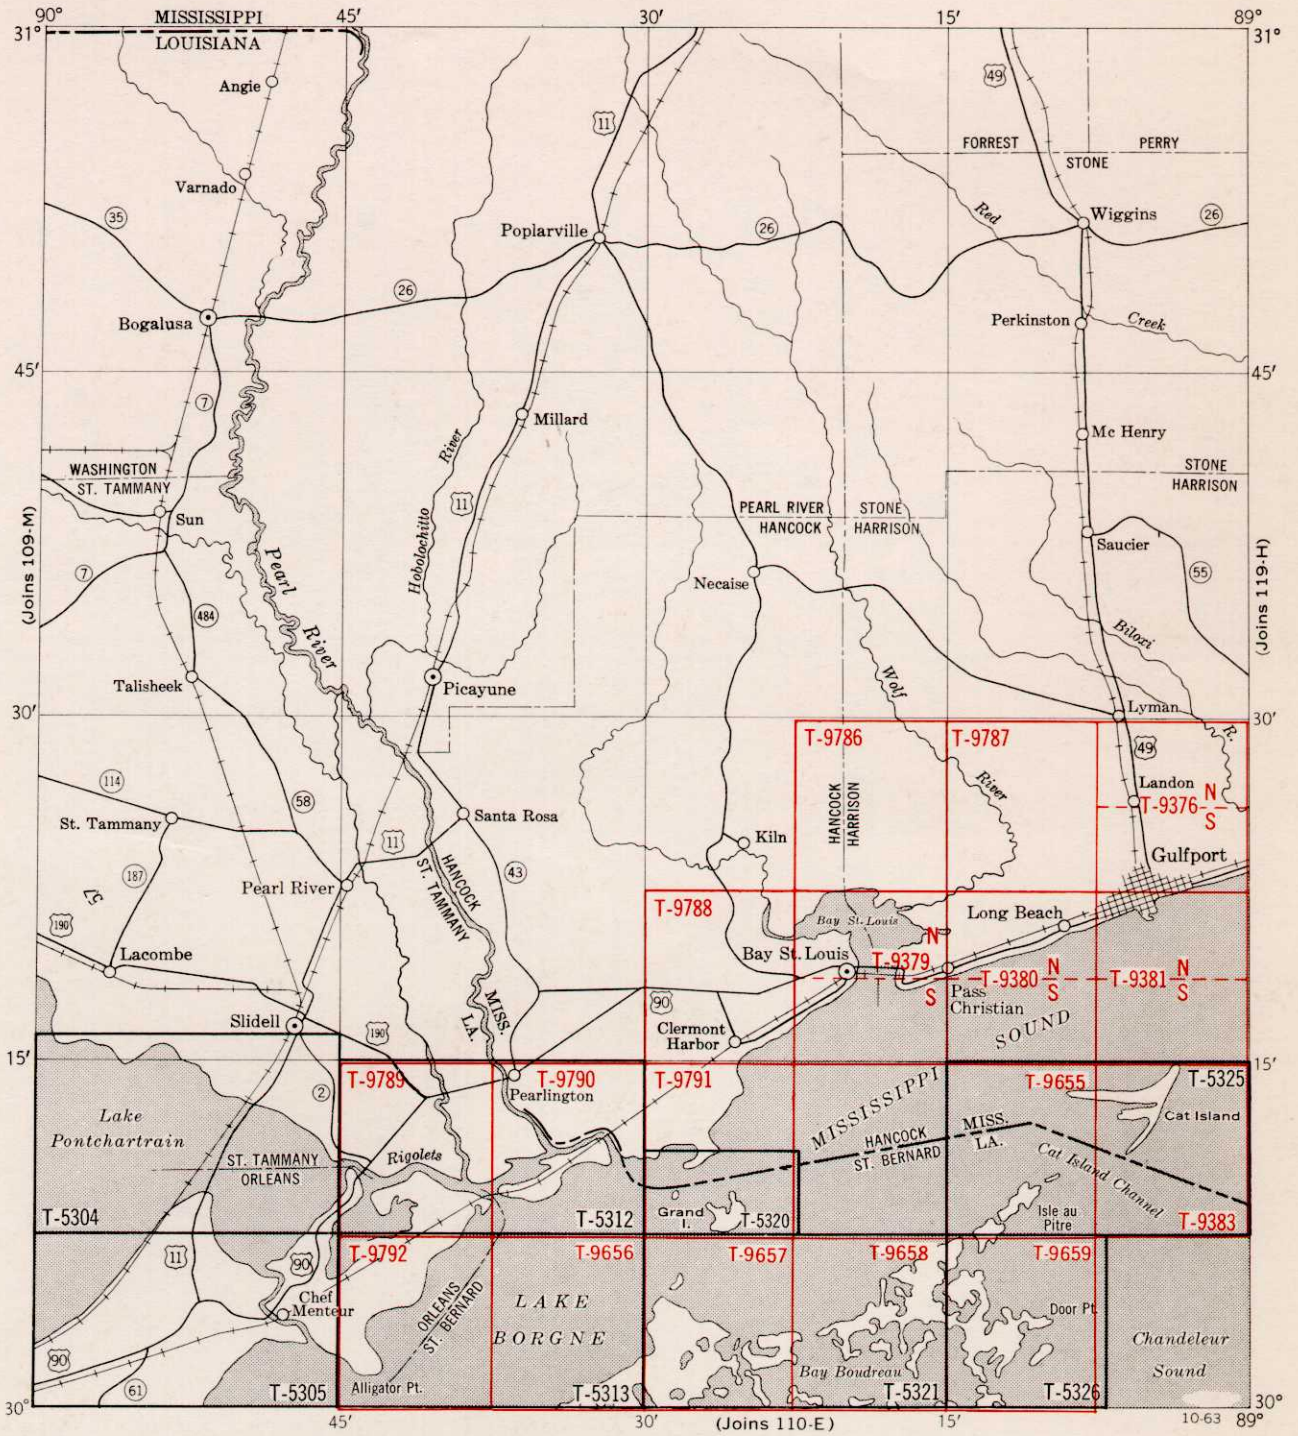 90°
MISSISSIPPI
45′
30′
15′
89°
31°
LOUISIANA
31°
Angie
49
11
FORREST
PERRY
STONE
Varnado
35
Red
Wiggins
26
Poplarville
26
26
Bogalusa
Perkinston
Creek
45′
45′
7
Millard
River
Mc Henry
WASHINGTON
ST. TAMMANY
STONE
HARRISON
11
PEARL RIVER
HANCOCK
STONE
HARRISON
Sun
Hobolochitto
Saucier
(Joins 109-M)
(Joins 119-H)
7
Pearl
River
Necaise
55
484
Biloxi
R.
Talisheek
Picayune
Wolf
River
Lyman
30′
30′
T-9786
T-9787
49
114
58
Landon
N
T-9376
S
St. Tammany
Santa Rosa
HANCOCK
HARRISON
11
Kiln
187
43
Gulfport
57
Pearl River
HANCOCK
ST. TAMMANY
T-9788
190
Bay St. Louis
Long Beach
N
Lacombe
Bay St. Louis
T-9379
S
T-9380
N
S
T-9381
N
S
Pass
Christian
MISS.
LA.
90
Slidell
190
Clermont
Harbor
SOUND
15′
15′
T-9789
T-9790
T-9791
T-9655
T-5325
2
Pearlington
MISSISSIPPI
Lake
Pontchartrain
Cat Island
MISS.
LA.
HANCOCK
ST. BERNARD
Rigolets
ST. TAMMANY
ORLEANS
Cat Island Channel
Grand
I.
Isle au
Pitre
T-5304
T-5312
T-5320
T-9383
T-9792
T-9656
T-9657
T-9658
T-9659
11
90
Chef
Menteur
ORLEANS
ST. BERNARD
LAKE
BORGNE
Door Pt.
Chandeleur
Sound
90
61
Bay Boudreau
Alligator Pt.
T-5305
T-5313
T-5321
T-5326
30°
30°
45′
30′
(Joins 110-E)
15′
10-63
89°